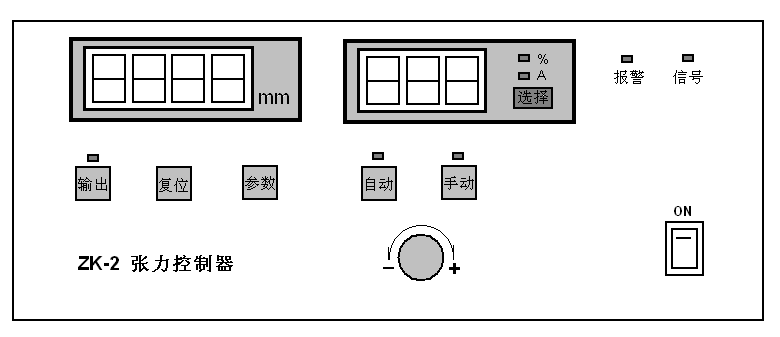 mm
%
A
选择
报警
信号
输出
复位
参数
自动
手动
ON
ZK-2 张力控制器
− +